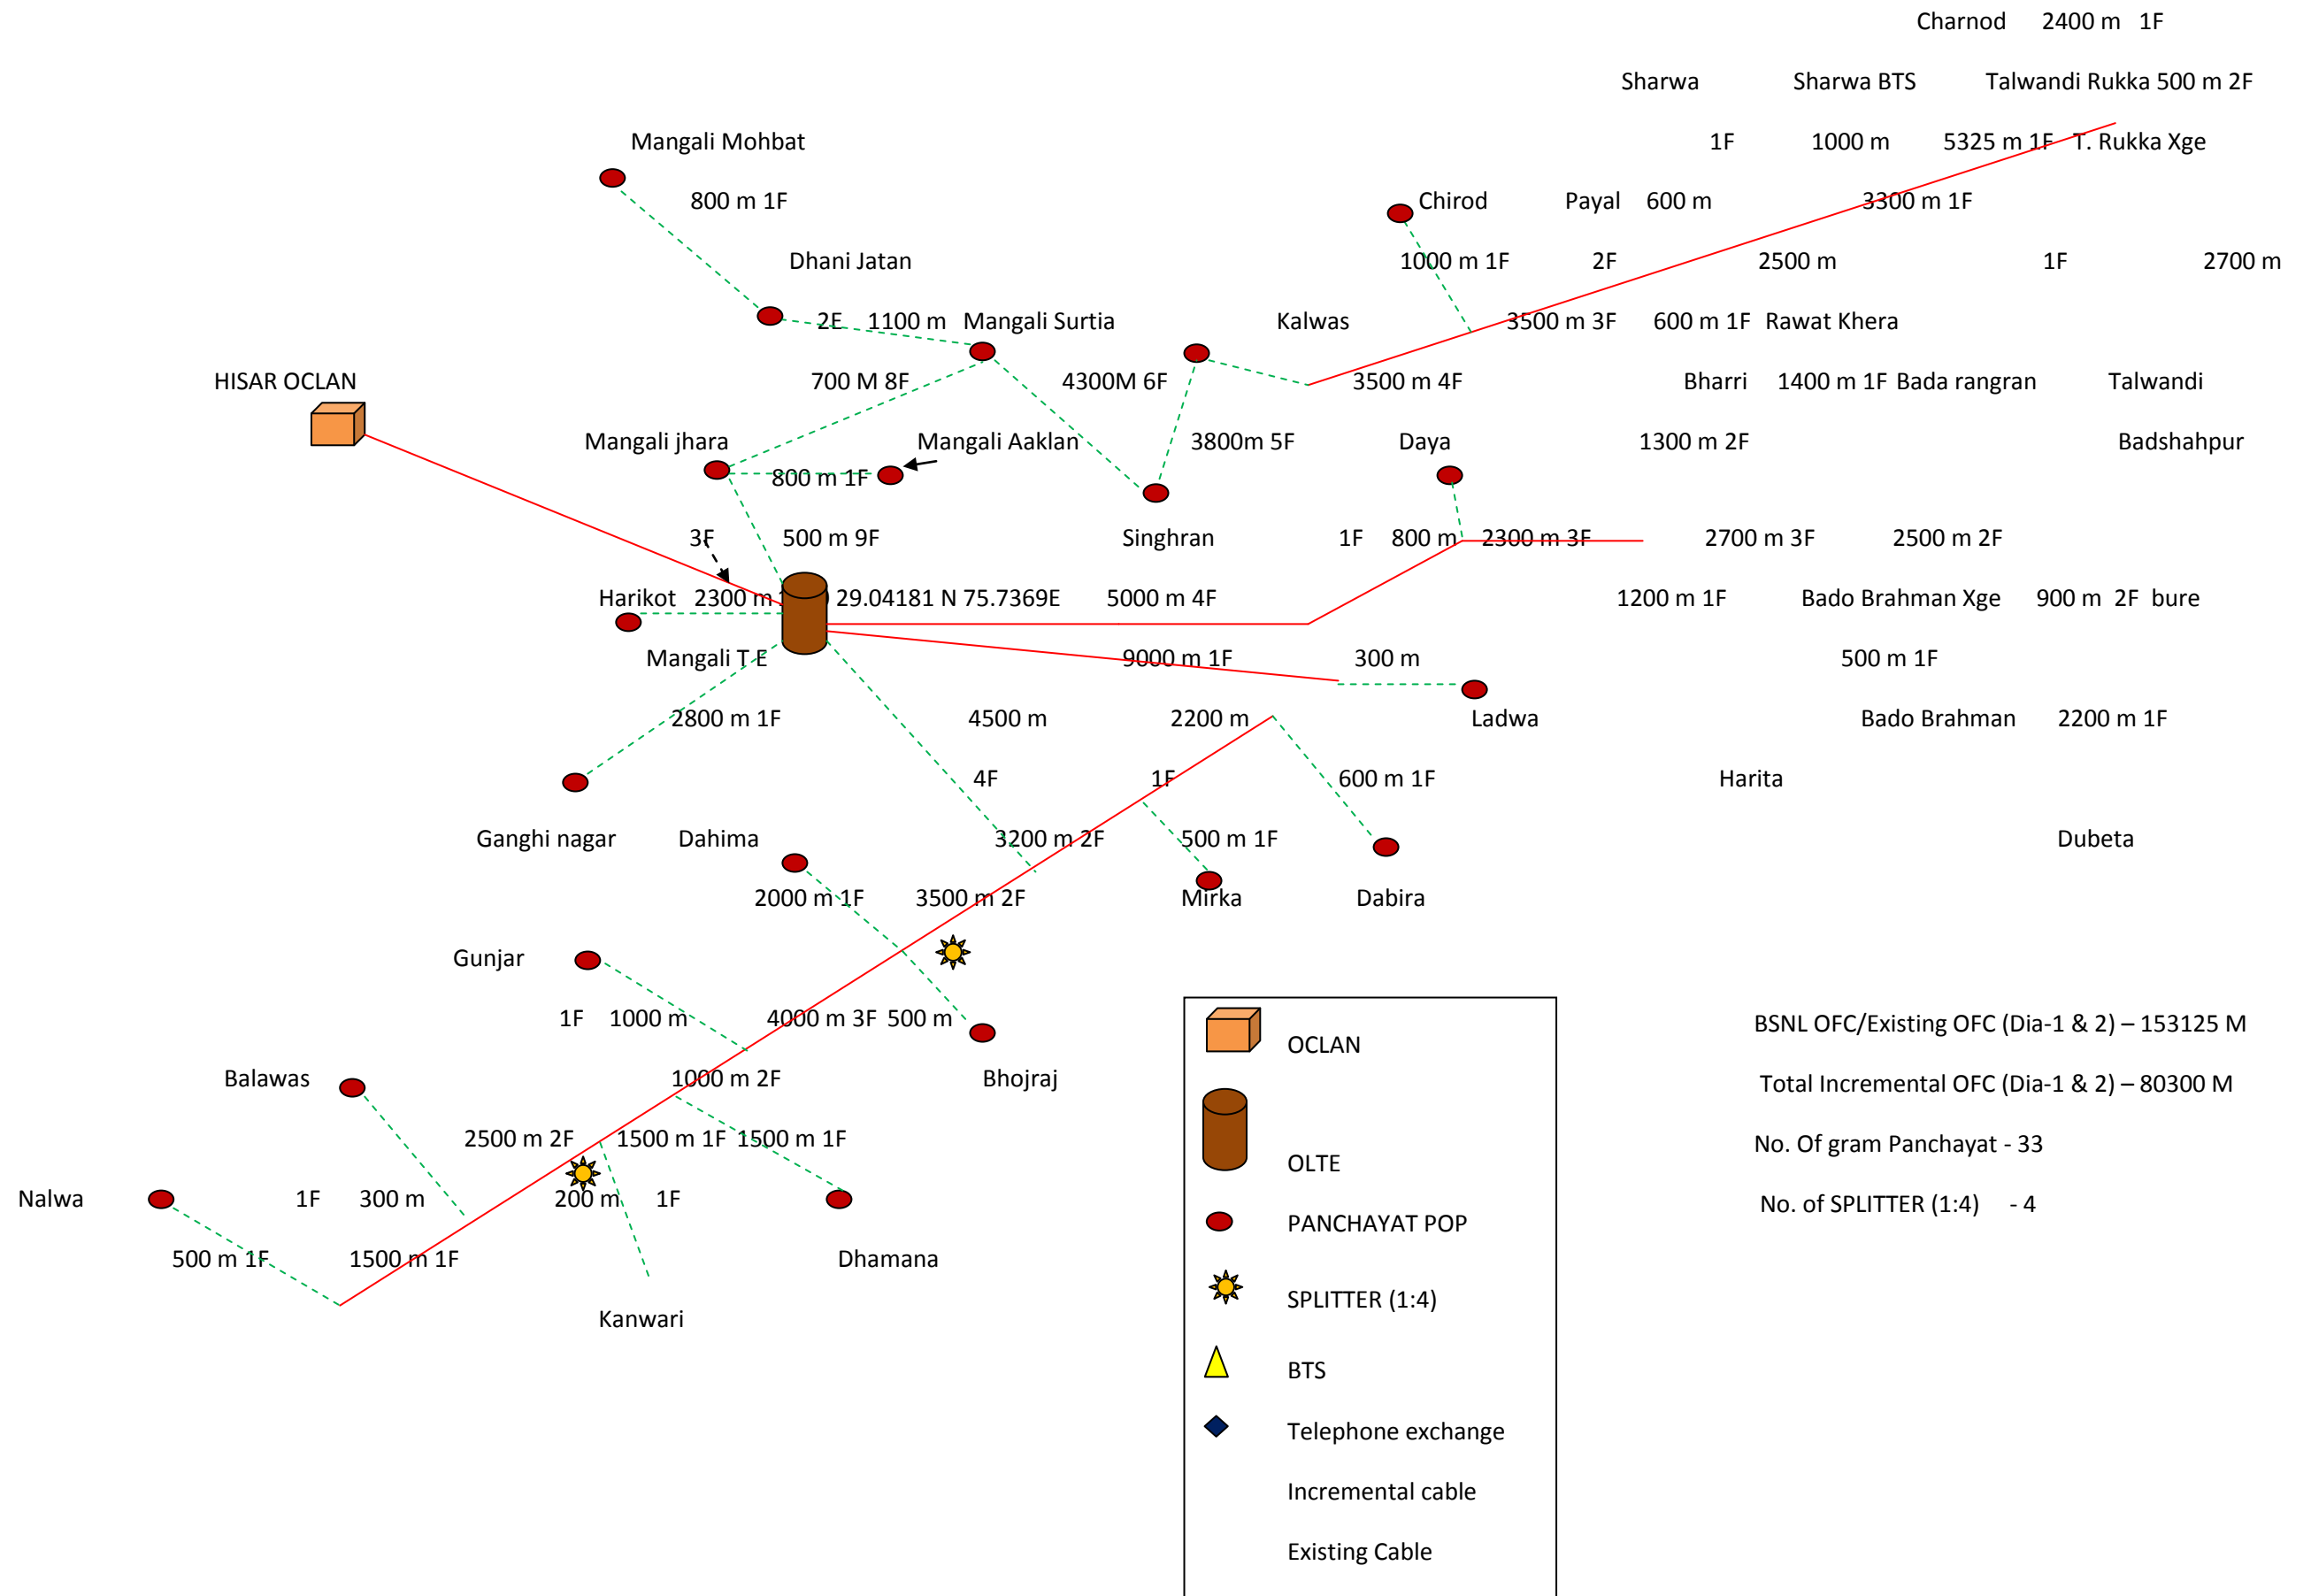 Charnod 2400 m 1F
Sharwa Sharwa BTS Talwandi Rukka 500 m 2F
Mangali Mohbat 1F 1000 m 5325 m 1F T. Rukka Xge
800 m 1F Chirod Payal 600 m 3300 m 1F
Dhani Jatan 1000 m 1F 2F 2500 m 1F 2700 m
2F 1100 m Mangali Surtia Kalwas 3500 m 3F 600 m 1F Rawat Khera
HISAR OCLAN 700 M 8F 4300M 6F 3500 m 4F Bharri 1400 m 1F Bada rangran Talwandi
Mangali jhara Mangali Aaklan 3800m 5F Daya 1300 m 2F Badshahpur
800 m 1F
3F 500 m 9F Singhran 1F 800 m 2300 m 3F 2700 m 3F 2500 m 2F
Harikot 2300 m 29.04181 N 75.7369E 5000 m 4F 1200 m 1F Bado Brahman Xge 900 m 2F bure
Mangali T E 9000 m 1F 300 m 500 m 1F
2800 m 1F 4500 m 2200 m Ladwa Bado Brahman 2200 m 1F
4F 1F 600 m 1F Harita
Ganghi nagar Dahima 3200 m 2F 500 m 1F Dubeta
2000 m 1F 3500 m 2F Mirka Dabira
Gunjar
1F 1000 m 4000 m 3F 500 m
Balawas 1000 m 2F Bhojraj
2500 m 2F 1500 m 1F 1500 m 1F
Nalwa 1F 300 m 200 m 1F
500 m 1F 1500 m 1F Dhamana
Kanwari
OCLAN
OLTE
PANCHAYAT POP
SPLITTER (1:4)
BTS
Telephone exchange
Incremental cable
Existing Cable
BSNL OFC/Existing OFC (Dia-1 & 2) – 153125 M
Total Incremental OFC (Dia-1 & 2) – 80300 M
No. Of gram Panchayat - 33
No. of SPLITTER (1:4) - 4